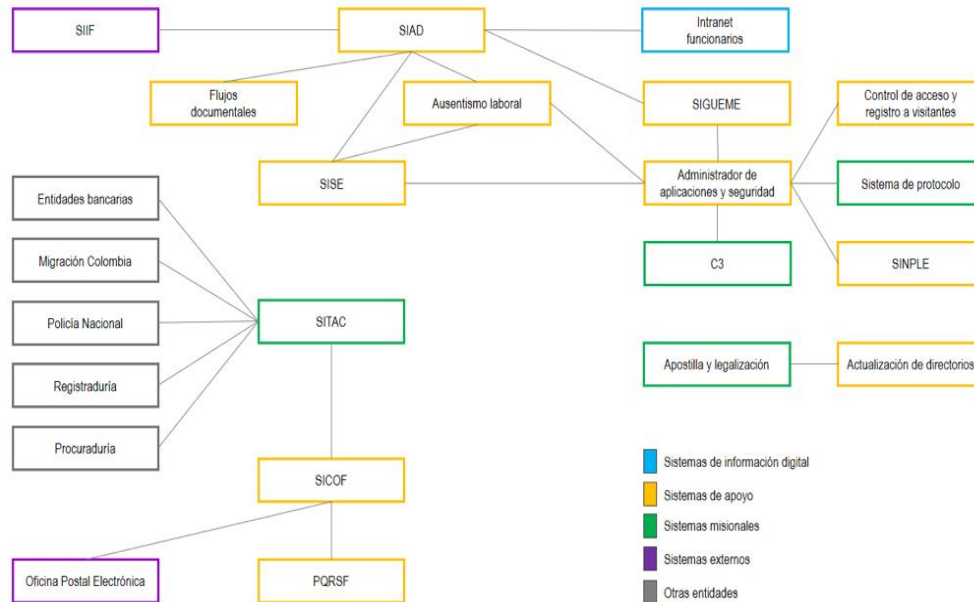 SIIF
SIAD
Intranet
funcionarios
Flujos
documentales
Ausentismo laboral
SIGUEME
Control de acceso y
registro a visitantes
SISE
Administrador de
aplicaciones y seguridad
Sistema de protocolo
Entidades bancarias
Migración Colombia
C3
SINPLE
Policía Nacional
SITAC
Registraduría
Apostilla y legalización
Actualización de directorios
Procuraduría
SICOF
Oficina Postal Electrónica
PQRSF
Sistemas de información digital
Sistemas de apoyo
Sistemas misionales
Sistemas externos
Otras entidades